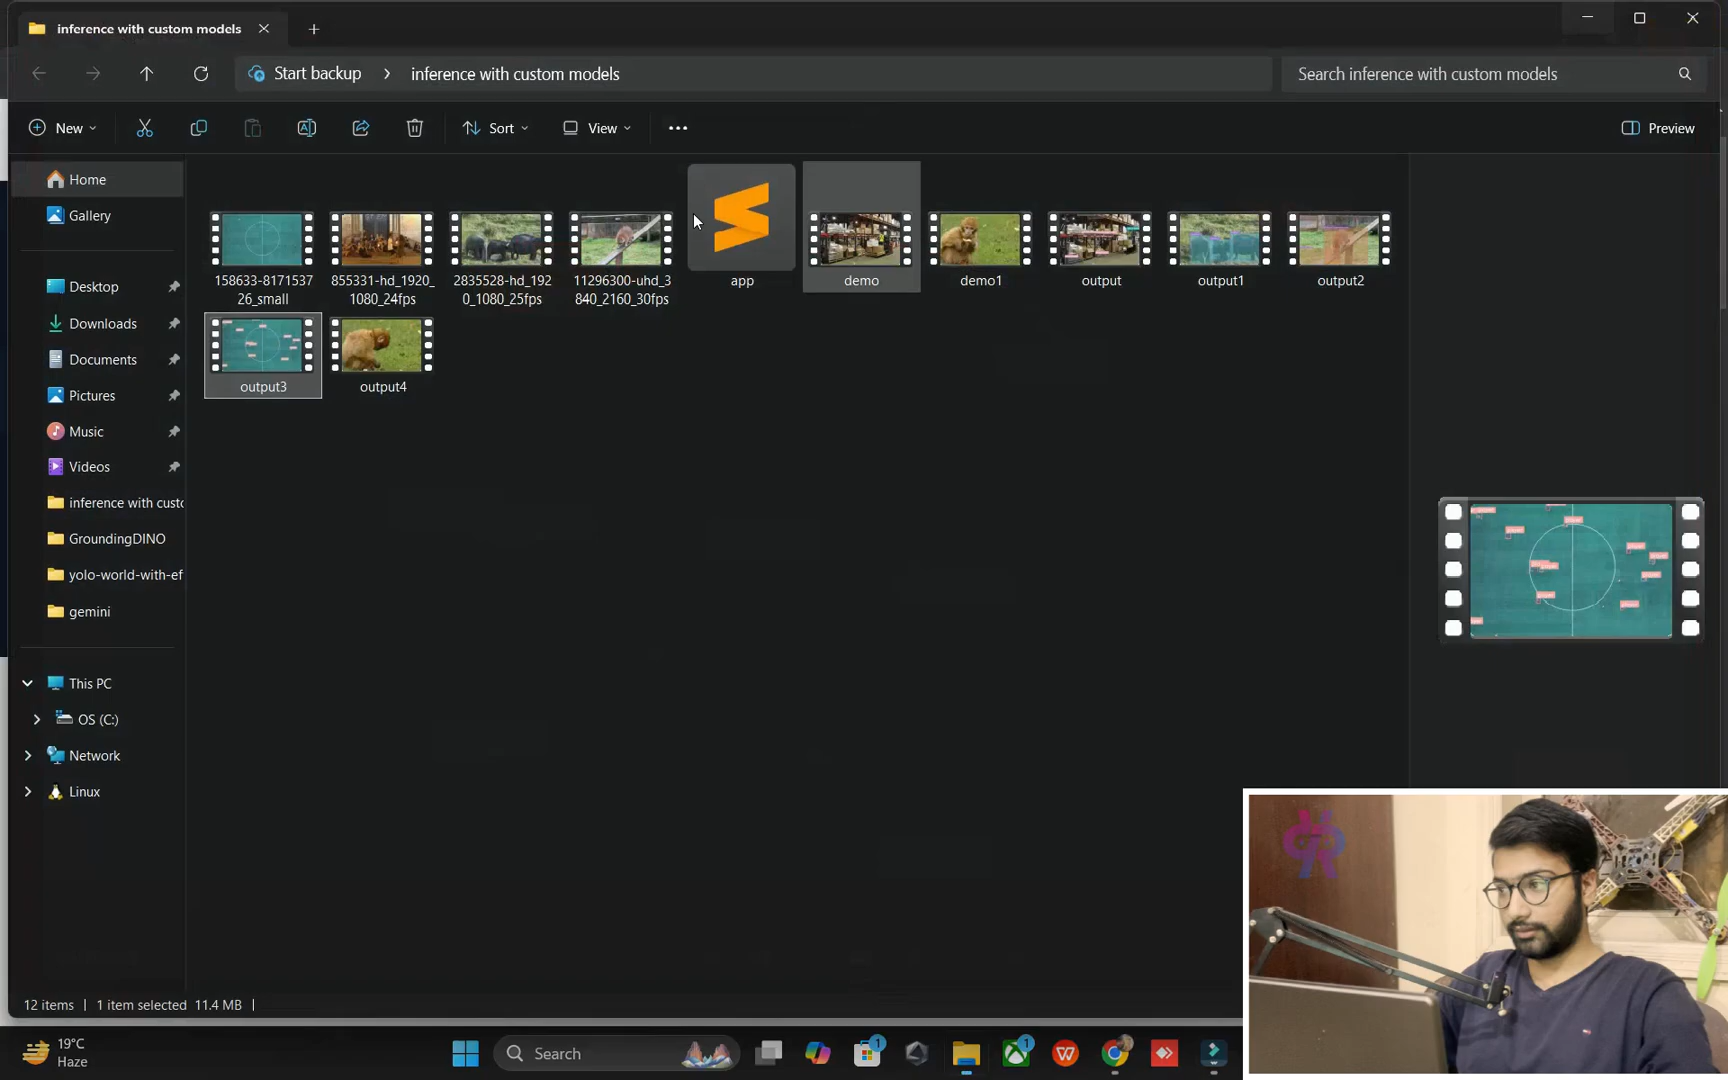 inference with custom models
Start backup > inference with custom models
Search inference with custom models
New
Sort
View
Preview
Home
Gallery
Desktop
Downloads
Documents
Pictures
Music
Videos
inference with custo
GroundingDINO
yolo-world-with-ef
gemini
This PC
OS (C:)
Network
Linux
158633-8171537
26_small
855331-hd_1920_
1080_24fps
2835528-hd_192
0_1080_25fps
11296300-uhd_3
840_2160_30fps
app
demo
demo1
output
output1
output2
output3
output4
12 items | 1 item selected 11.4 MB |
19°C
Haze
Search
1
1